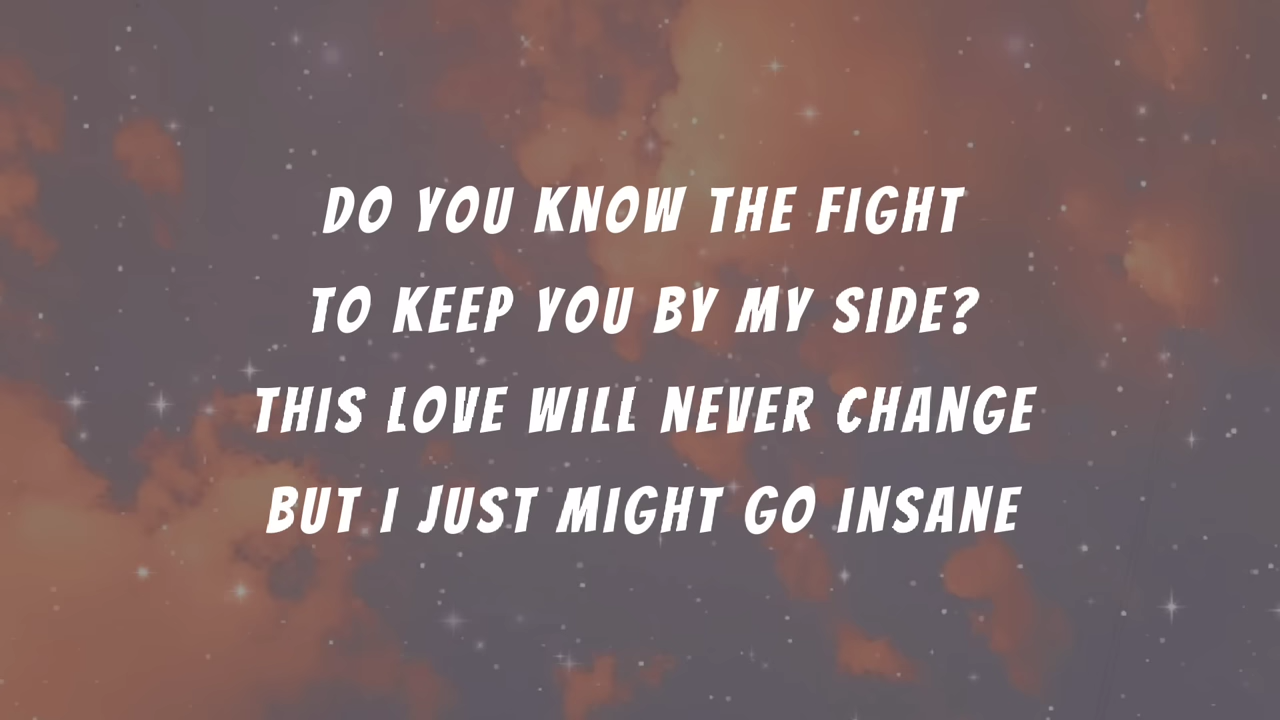 DO YOU KNOW THE FIGHT
TO KEEP YOU BY MY SIDE?
THIS LOVE WILL NEVER CHANGE
BUT I JUST MIGHT GO INSANE